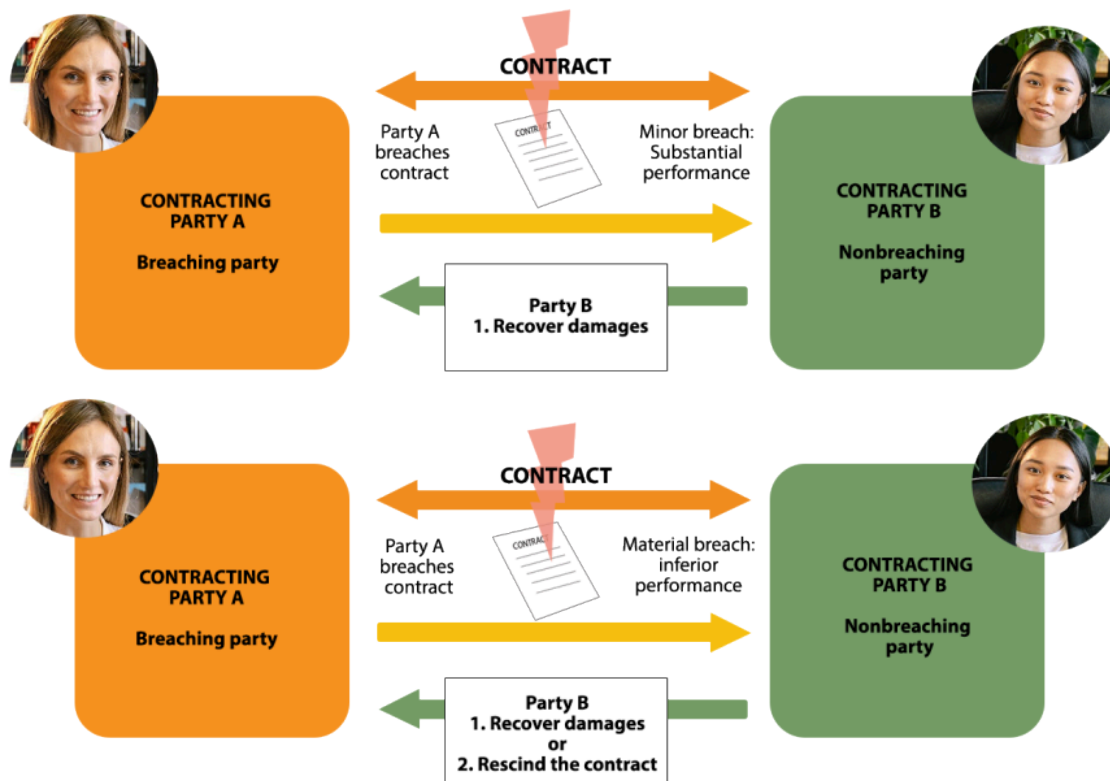 CONTRACT
CONTRACT
Party A
breaches
contract
Minor breach:
Substantial
performance
CONTRACTING
PARTY A
Breaching party
CONTRACTING
PARTY B
Nonbreaching
party
Party B
1. Recover damages
CONTRACT
CONTRACT
Party A
breaches
contract
Material breach:
inferior
performance
CONTRACTING
PARTY A
Breaching party
CONTRACTING
PARTY B
Nonbreaching
party
Party B
1. Recover damages
or
2. Rescind the contract